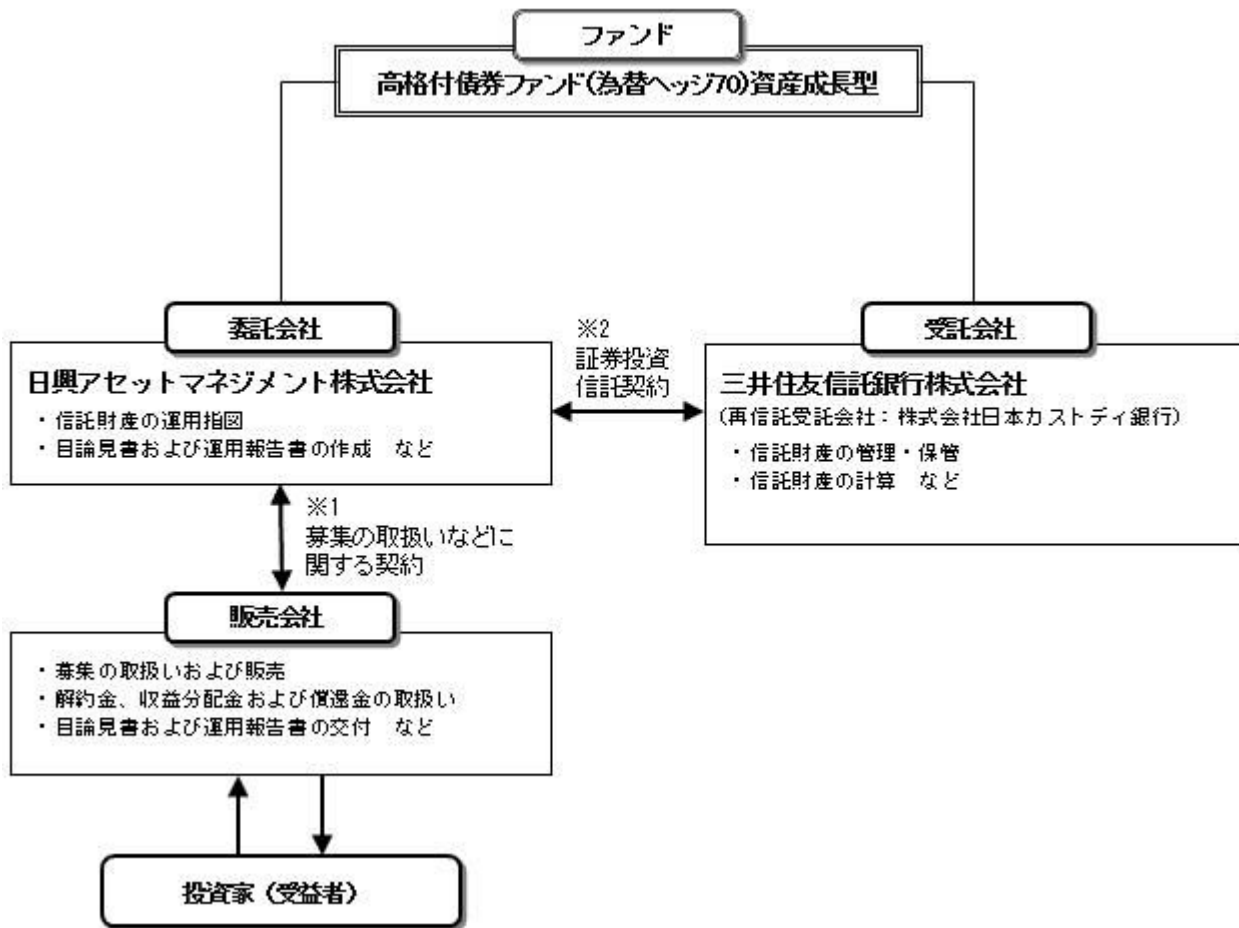 ファンド
高格付債券ファンド(為替ヘッジ70)資産成長型
委託会社
日興アセットマネジメント株式会社
・信託財産の運用指図
・目論見書および運用報告書の作成 など
※2
証券投資
信託契約
受託会社
三井住友信託銀行株式会社
(再信託受託会社：株式会社日本カストディ銀行)
・信託財産の管理・保管
・信託財産の計算 など
※1
募集の取扱いなどに
関する契約
販売会社
・募集の取扱いおよび販売
・解約金、収益分配金および償還金の取扱い
・目論見書および運用報告書の交付 など
投資家（受益者）